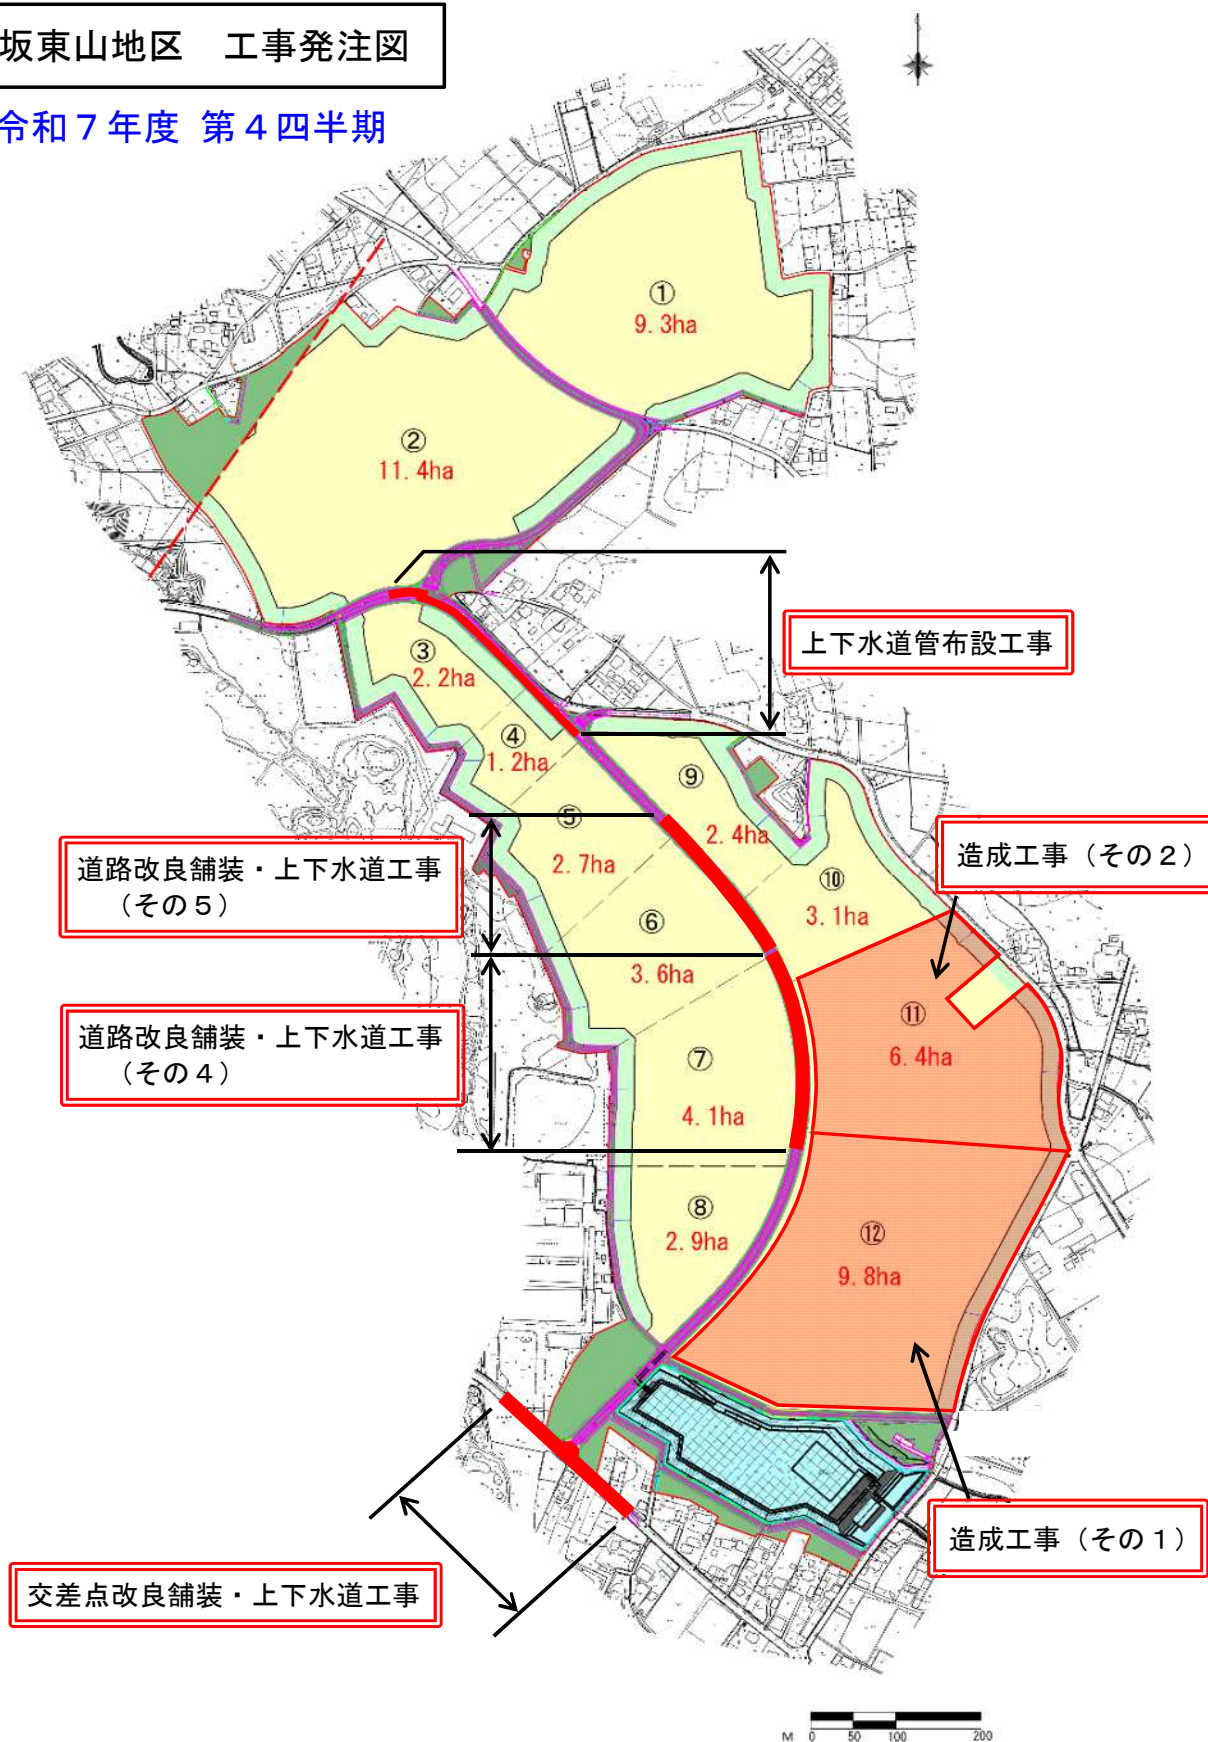 坂東山地区　工事発注図
令和７年度 第４四半期
①
9.3ha
②
11.4ha
上下水道管布設工事
③
2.2ha
④
1.2ha
⑨
2.4ha
⑤
2.7ha
造成工事（その２）
道路改良舗装・上下水道工事
（その５）
⑩
3.1ha
⑥
3.6ha
⑪
6.4ha
道路改良舗装・上下水道工事
（その４）
⑦
4.1ha
⑧
2.9ha
⑫
9.8ha
造成工事（その１）
交差点改良舗装・上下水道工事
M 0 50 100 200